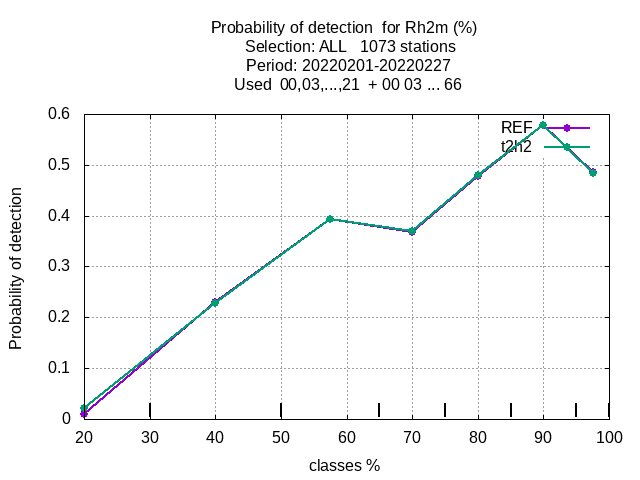 Probability of detection  for Rh2m (%)
Selection: ALL   1073 stations
Period: 20220201-20220227
Used  00,03,...,21  + 00 03 ... 66
REF
t2h2
0.6
0.5
0.4
0.3
0.2
0.1
0
Probability of detection
20 30 40 50 60 70 80 90 100
classes %